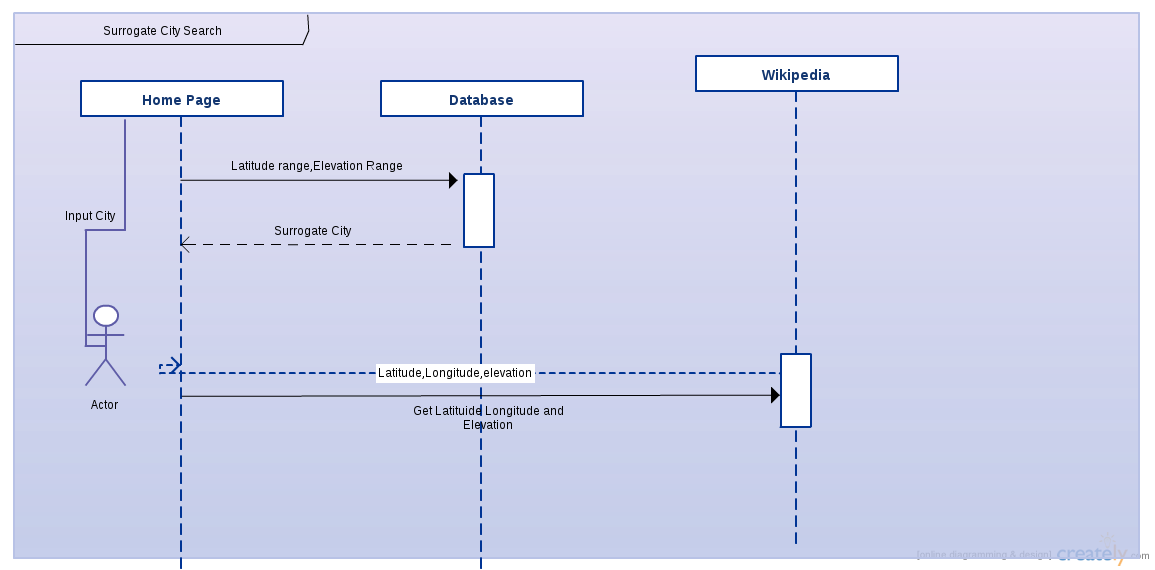 Surrogate City Search
Wikipedia
Home Page
Database
Latitude range,Elevation Range
Input City
Surrogate City
Latitude,Longitude,elevation
Actor
Get Latituide Longitude and
Elevation
[online diagramming & design] creately.com